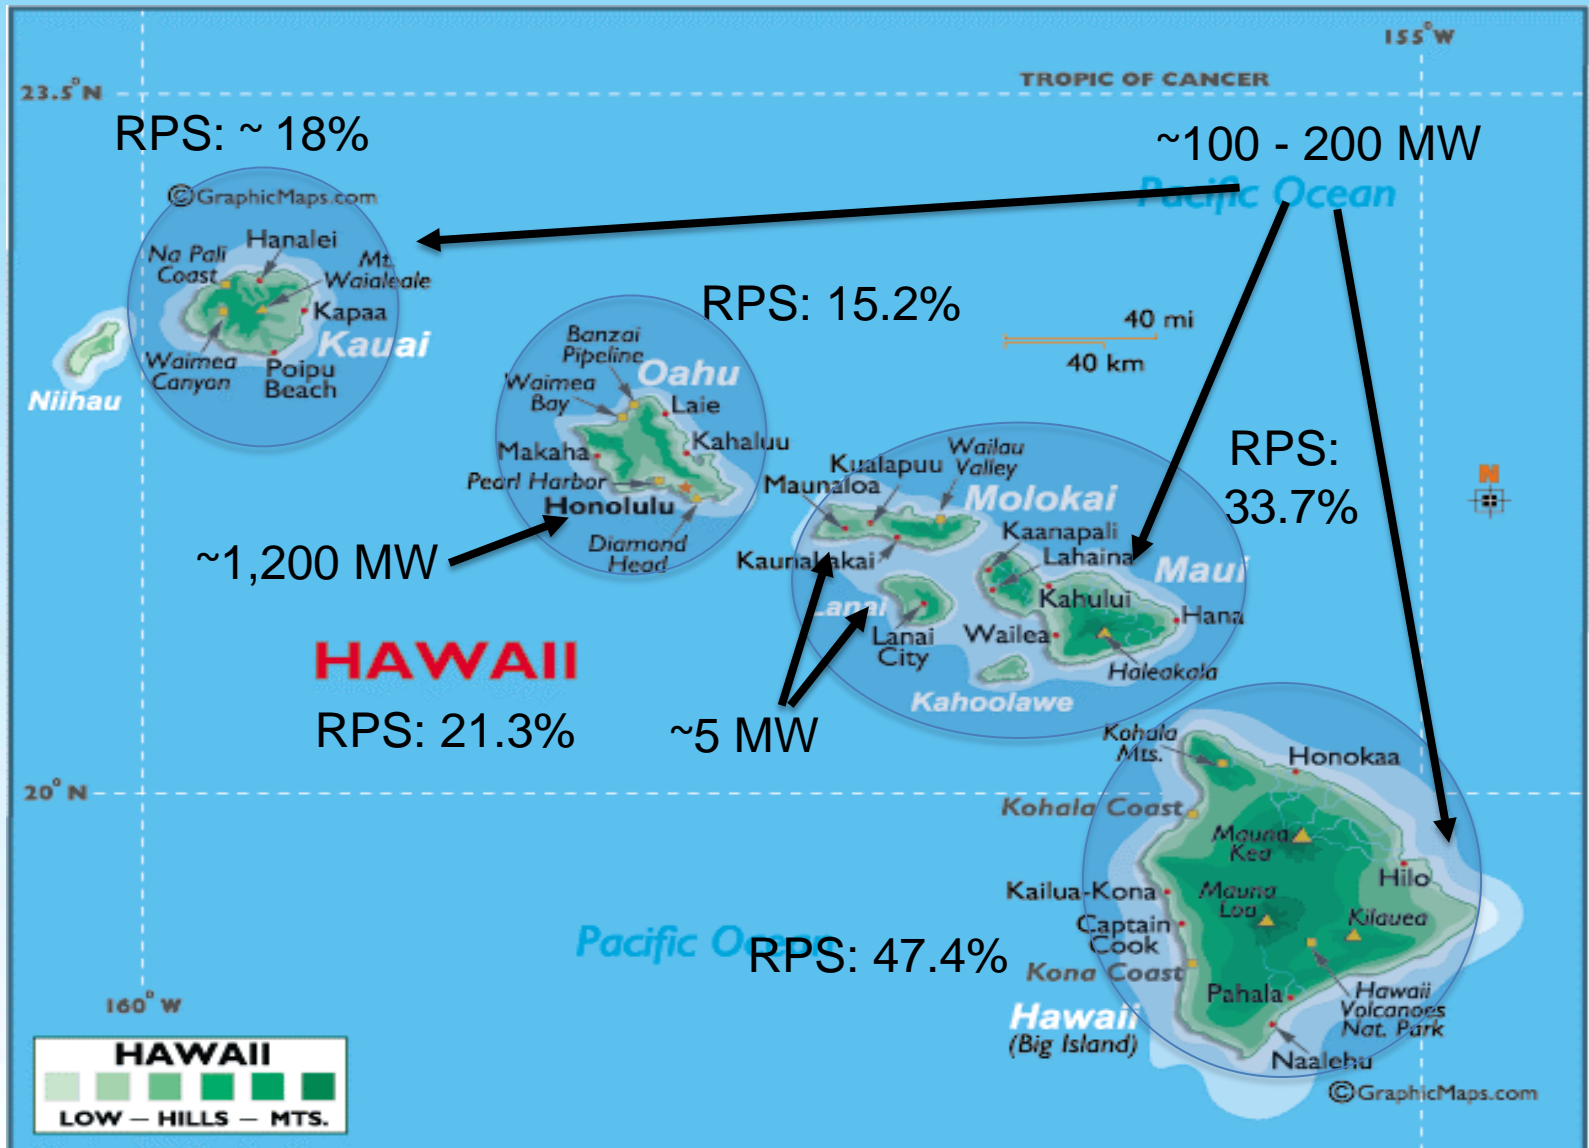 155°W
TROPIC OF CANCER
23.5°N
RPS: ~ 18%
~100 - 200 MW
Pacific Ocean
©GraphicMaps.com
Hanalei
Na Pali
Coast
Mt.
Waialeale
Kapaa
Kauai
Waimea
Canyon
Poipu
Beach
Niihau
RPS: 15.2%
40 mi
40 km
Banzai
Pipeline
Oahu
Waimea
Bay
Laie
Kahaluu
Makaha
Pearl Harbor
Honolulu
Diamond
Head
~1,200 MW
RPS:
33.7%
N
Wailau
Valley
Kualapuu
Maunaloa
Molokai
Kaunakakai
Kaanapali
Lahaina
Maui
Kahului
Hana
Lanai
Lanai
City
Wailea
Haleakala
Kahoolawe
HAWAII
RPS: 21.3%
~5 MW
20°N
Kohala
Mts.
Honokaa
Kohala Coast
Mauna
Kea
Hilo
Kailua-Kona
Mauna
Loa
Kilauea
Captain
Cook
Pacific Ocean
RPS: 47.4%
Kona Coast
Pahala
Hawaii
Volcanoes
Nat. Park
Hawaii
(Big Island)
Naalehu
160°W
©GraphicMaps.com
HAWAII
LOW – HILLS – MTS.